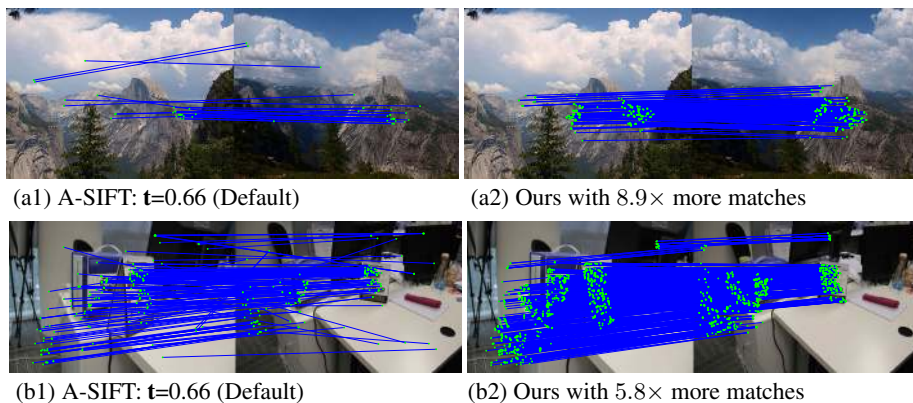 (a1) A-SIFT: t=0.66 (Default)
(a2) Ours with 8.9× more matches
(b1) A-SIFT: t=0.66 (Default)
(b2) Ours with 5.8× more matches